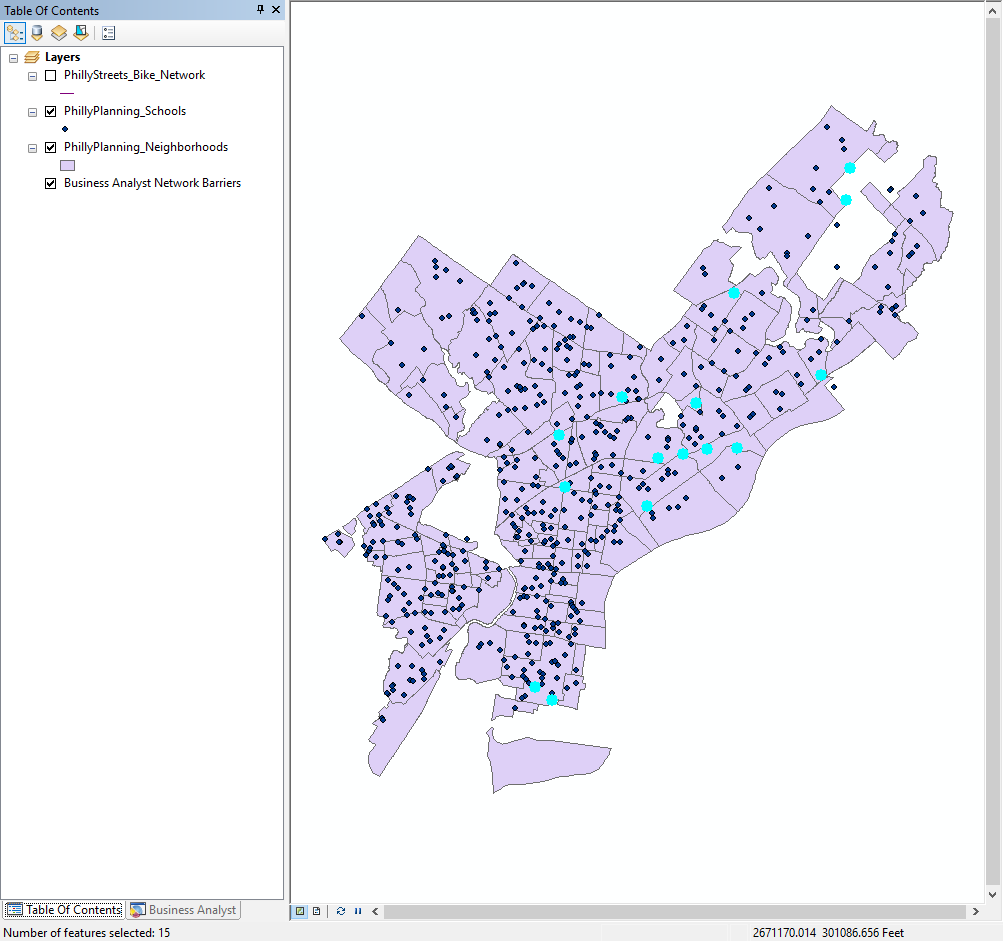 Table Of Contents
Layers
PhillyStreets_Bike_Network
PhillyPlanning_Schools
PhillyPlanning_Neighborhoods
Business Analyst Network Barriers
Table Of Contents Business Analyst
Number of features selected: 15 2671170.014 301086.656 Feet